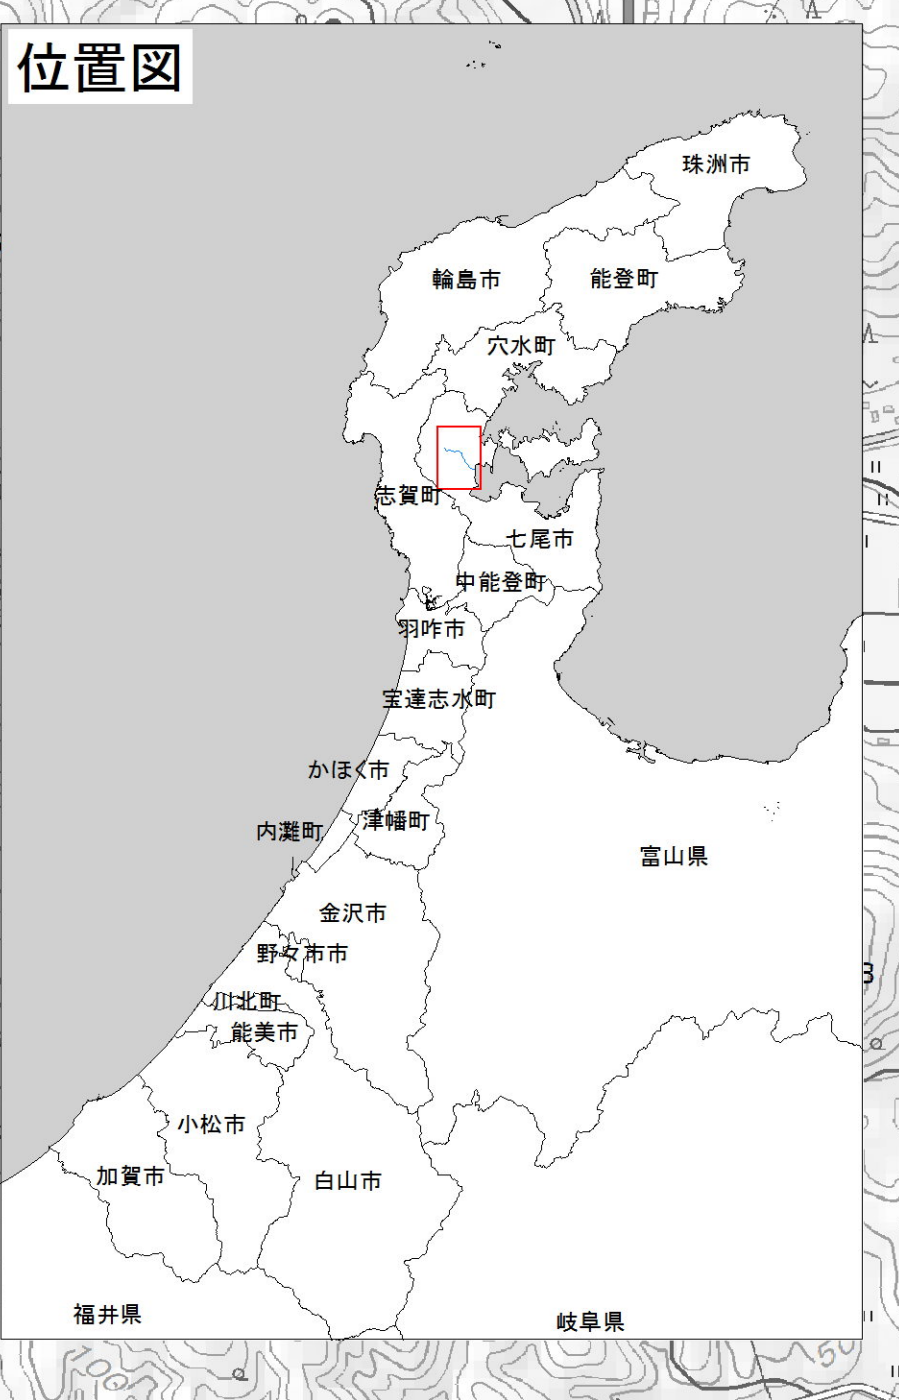 位置図
珠洲市
輪島市
能登町
穴水町
志賀町
七尾市
中能登町
羽咋市
宝達志水町
かほく市
津幡町
内灘町
富山県
金沢市
野々市市
川北町
能美市
小松市
加賀市
白山市
福井県
岐阜県
100
50